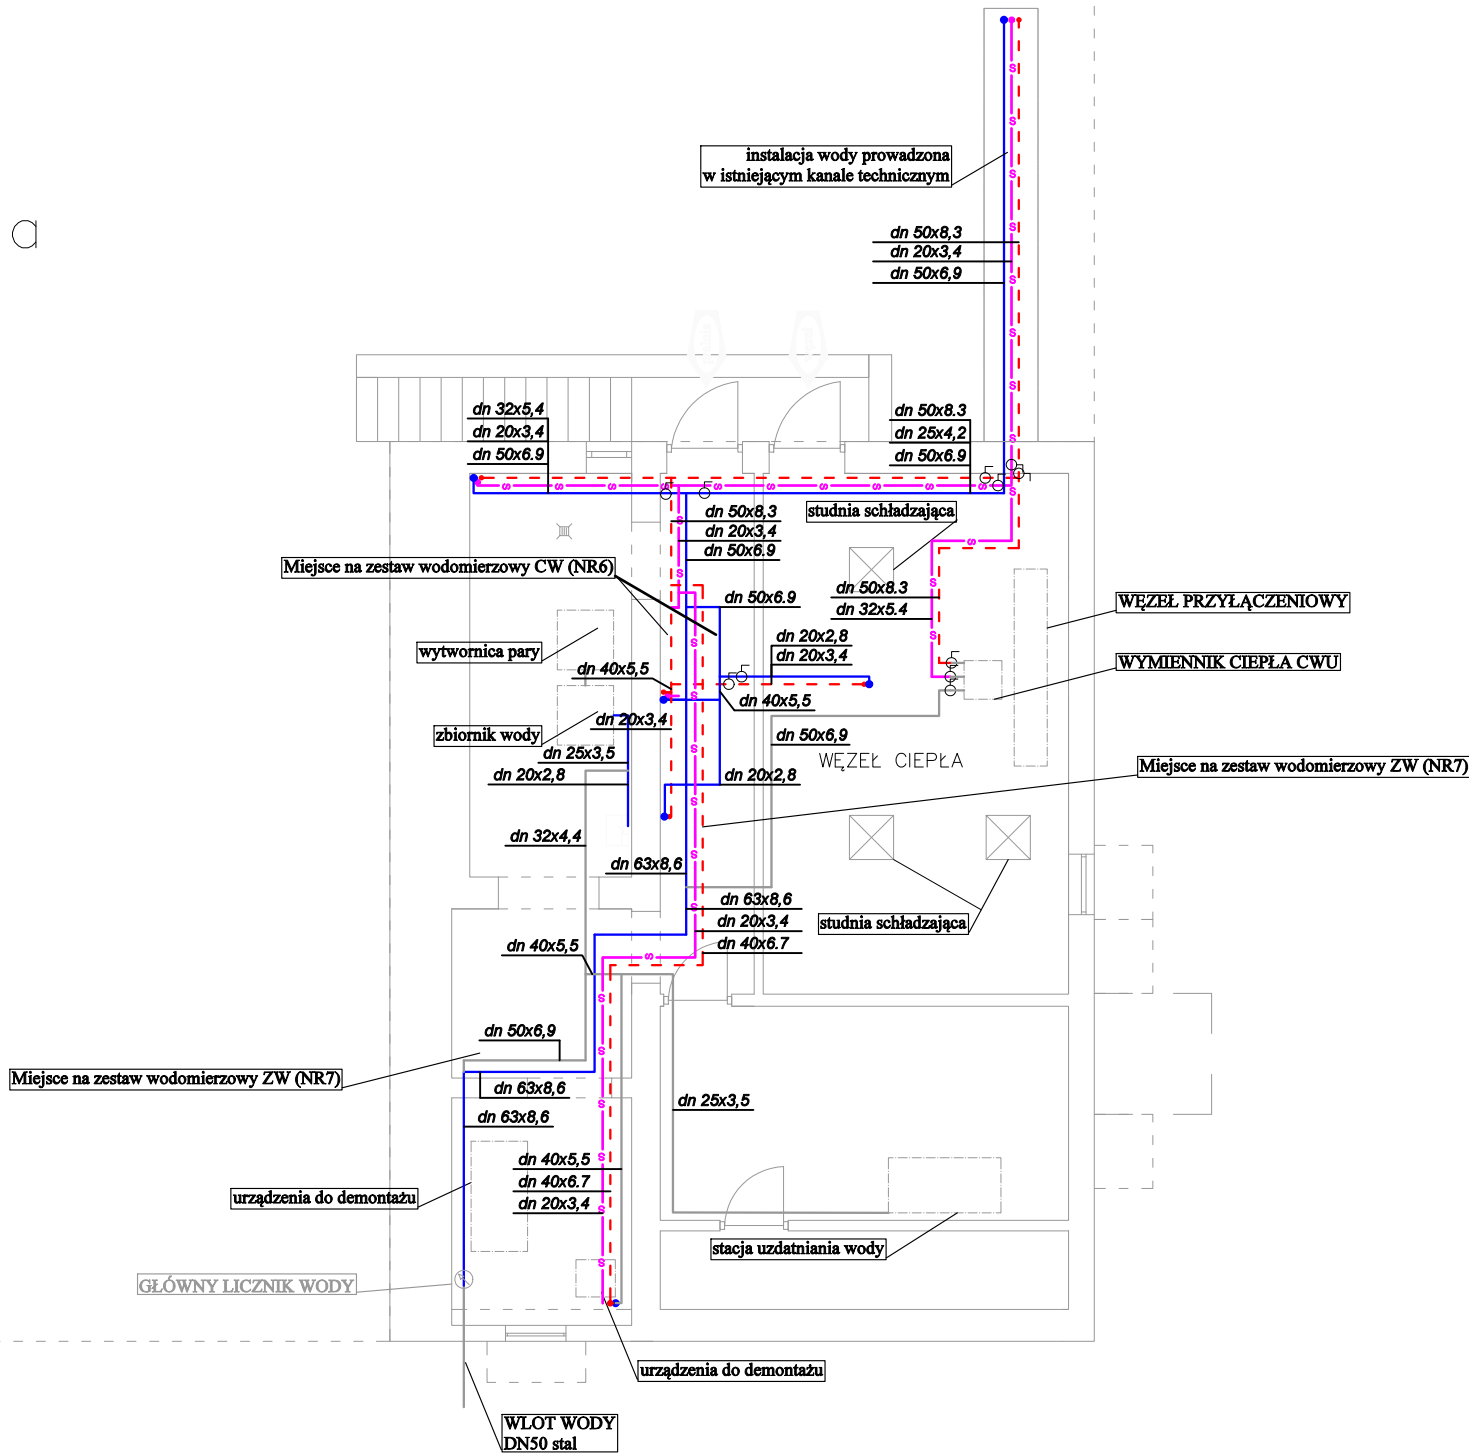 instalacja wody prowadzona
w istniejącym kanale technicznym
a
dn 50x8,3
dn 20x3,4
dn 50x6,9
dn 32x5,4
dn 20x3,4
dn 50x6.9
dn 50x8.3
dn 25x4,2
dn 50x6.9
dn 50x8,3
dn 20x3,4
dn 50x6.9
studnia schładzająca
Miejsce na zestaw wodomierzowy CW (NR6)
dn 50x8.3
dn 32x5.4
dn 50x6.9
WĘZEŁ PRZYŁĄCZENIOWY
wytwornica pary
dn 20x2,8
dn 20x3,4
WYMIENNIK CIEPŁA CWU
dn 40x5,5
dn 40x5,5
dn 20x3,4
zbiornik wody
dn 50x6,9
dn 25x3,5
WĘZEŁ CIEPŁA
Miejsce na zestaw wodomierzowy ZW (NR7)
dn 20x2,8
dn 20x2,8
dn 32x4,4
dn 63x8,6
dn 63x8,6
dn 20x3,4
dn 40x6.7
studnia schładzająca
dn 40x5,5
dn 50x6,9
Miejsce na zestaw wodomierzowy ZW (NR7)
dn 63x8,6
dn 63x8,6
dn 25x3,5
dn 40x5,5
dn 40x6.7
dn 20x3,4
urządzenia do demontażu
stacja uzdatniania wody
GŁÓWNY LICZNIK WODY
urządzenia do demontażu
WLOT WODY
DN50 stal